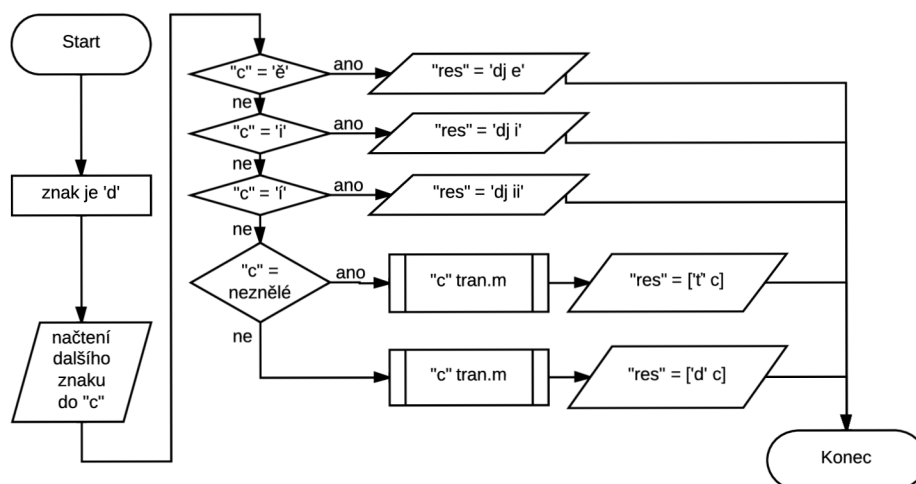 Start
znak je 'd'
načtení
dalšího
znaku
do "c"
"c" = 'ě'
ano
"res" = 'dj e'
ne
"c" = 'i'
ano
"res" = 'dj i'
ne
"c" = 'í'
ano
"res" = 'dj ii'
ne
"c" =
neznělé
ano
"c" tran.m
"res" = ['t' c]
ne
"c" tran.m
"res" = ['d' c]
Konec